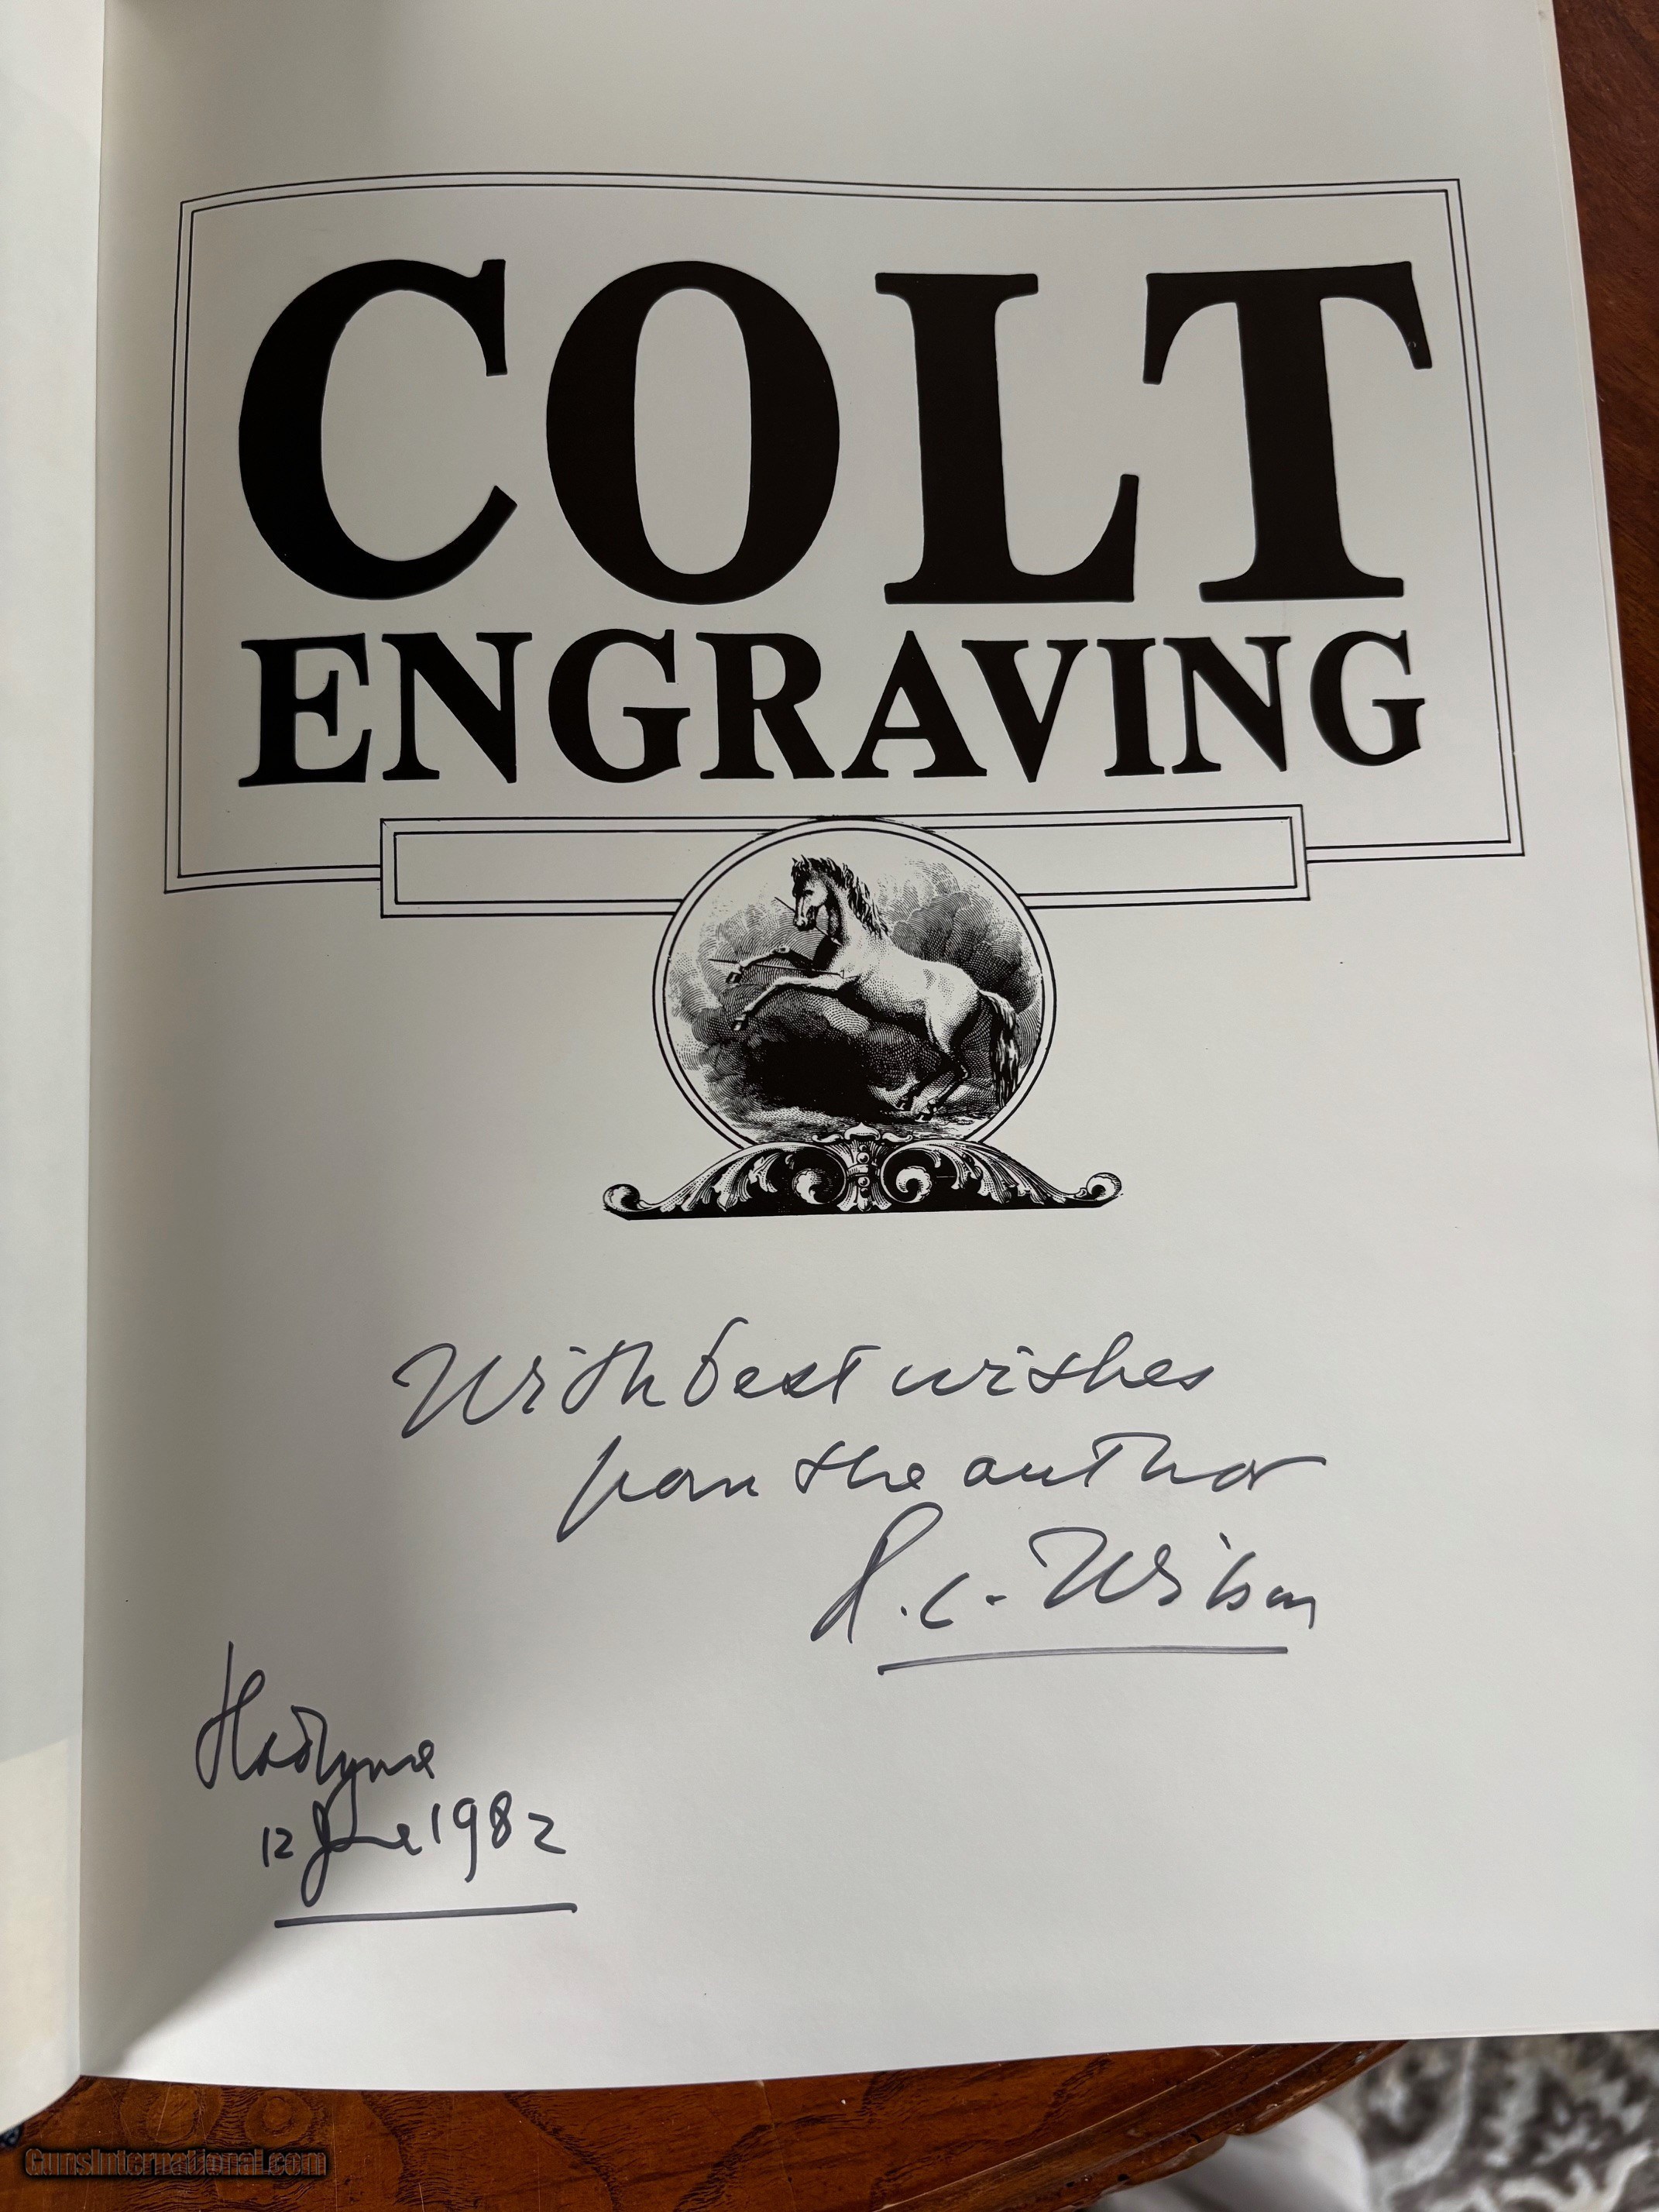 COLT
ENGRAVING
With best wishes
from the author
R.C. Wilson
Hadlyme
12 June 1982
GunsInternational.com